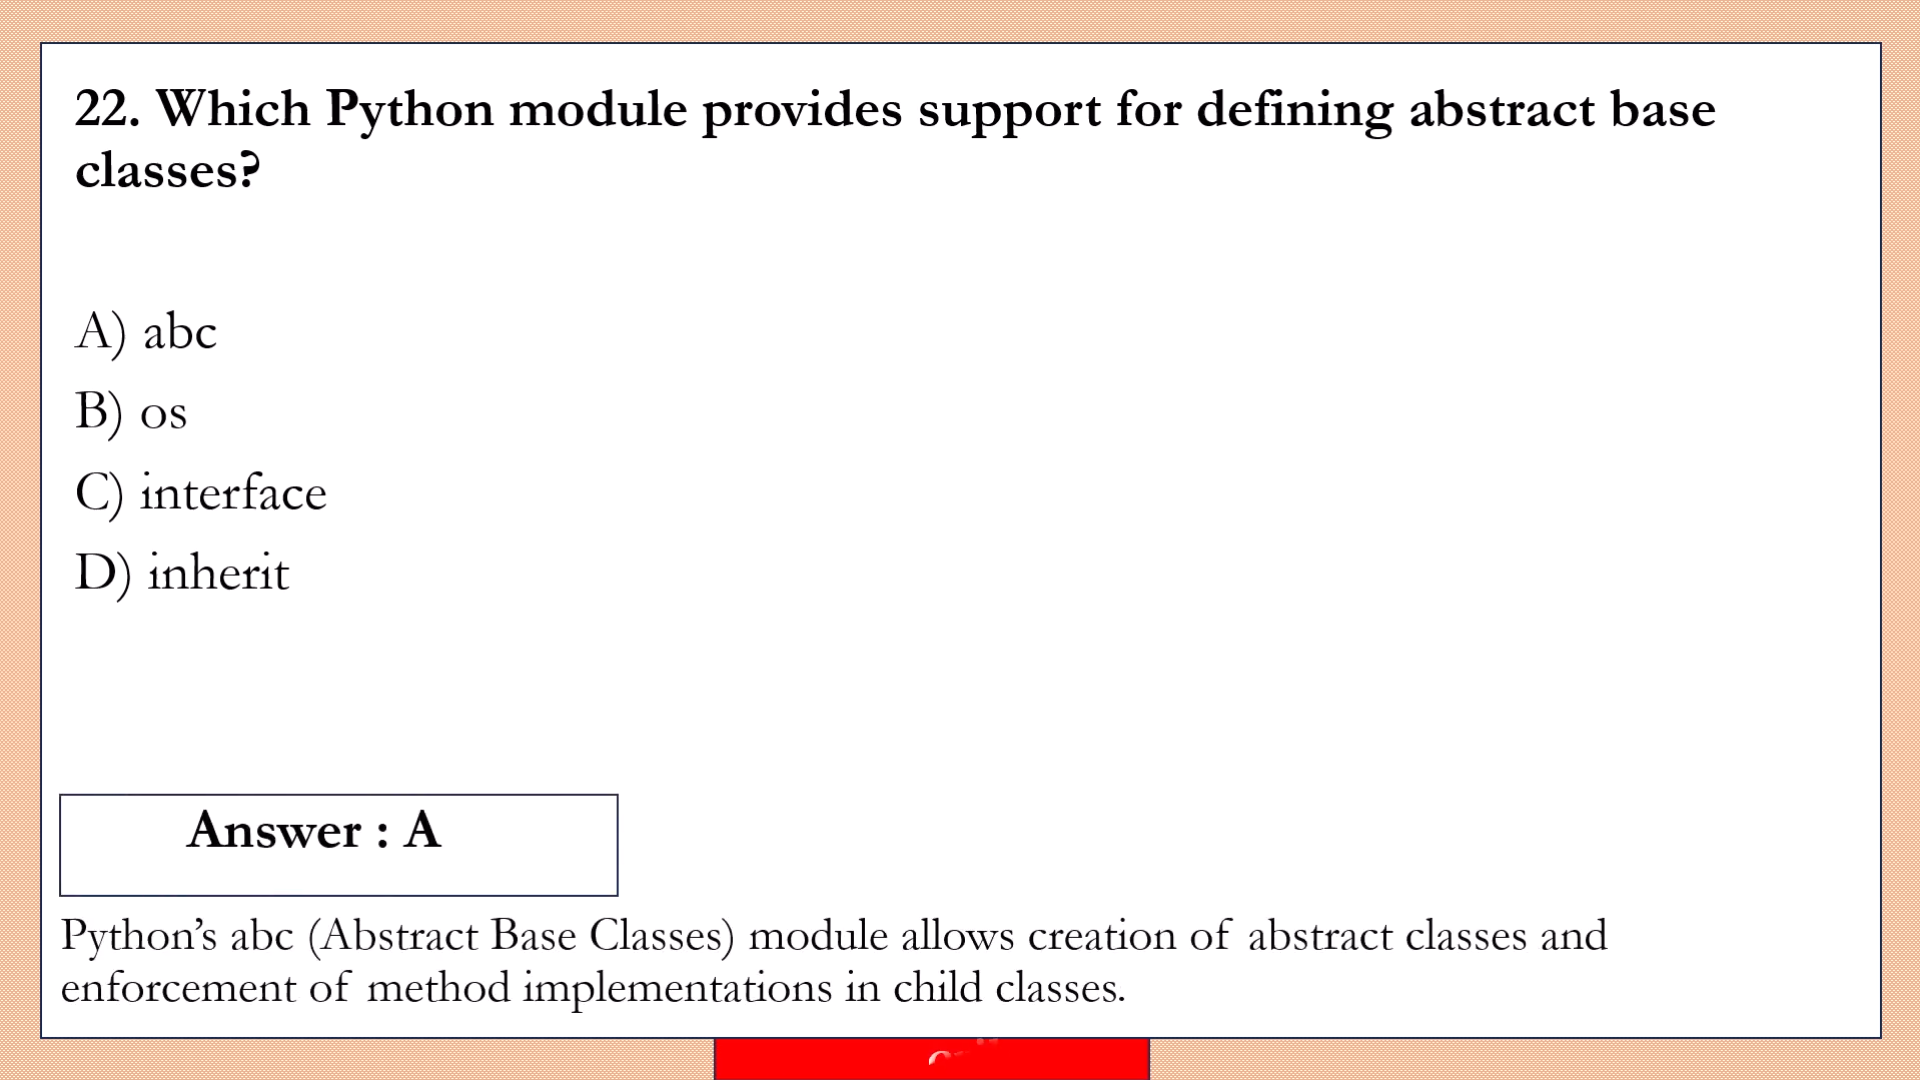 22. Which Python module provides support for defining abstract base
classes?
A) abc
B) os
C) interface
D) inherit
Answer : A
Python’s abc (Abstract Base Classes) module allows creation of abstract classes and
enforcement of method implementations in child classes.